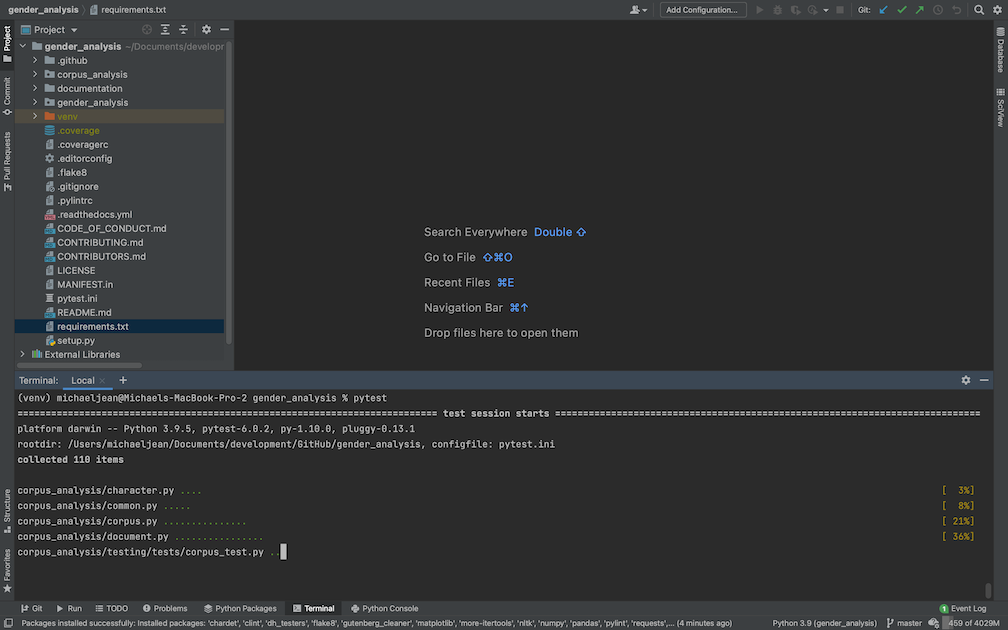 gender_analysis
requirements.txt
Add Configuration...
Git:
Project
Project
Commit
Pull Requests
Structure
Favorites
Database
SciView
gender_analysis ~/Documents/developr
.github
corpus_analysis
documentation
gender_analysis
venv
.coverage
.coveragerc
.editorconfig
.flake8
.gitignore
.pylintrc
.readthedocs.yml
CODE_OF_CONDUCT.md
CONTRIBUTING.md
CONTRIBUTORS.md
LICENSE
MANIFEST.in
pytest.ini
README.md
requirements.txt
setup.py
External Libraries
Search Everywhere Double ⇧
Go to File ⇧⌘O
Recent Files ⌘E
Navigation Bar ⌘↑
Drop files here to open them
Terminal: Local × +
(venv) michaeljean@Michaels-MacBook-Pro-2 gender_analysis % pytest
========================================================================== test session starts ===========================================================================
platform darwin -- Python 3.9.5, pytest-6.0.2, py-1.10.0, pluggy-0.13.1
rootdir: /Users/michaeljean/Documents/development/GitHub/gender_analysis, configfile: pytest.ini
collected 110 items
corpus_analysis/character.py .... [  3%]
corpus_analysis/common.py ..... [  8%]
corpus_analysis/corpus.py ............... [ 21%]
corpus_analysis/document.py ................ [ 36%]
corpus_analysis/testing/tests/corpus_test.py ..
Git Run TODO Problems Python Packages Terminal Python Console 1 Event Log
Packages installed successfully: Installed packages: 'chardet', 'clint', 'dh_testers', 'flake8', 'gutenberg_cleaner', 'matplotlib', 'more-itertools', 'nltk', 'numpy', 'pandas', 'pylint', 'requests',... (4 minutes ago) Python 3.9 (gender_analysis) master 459 of 4029M